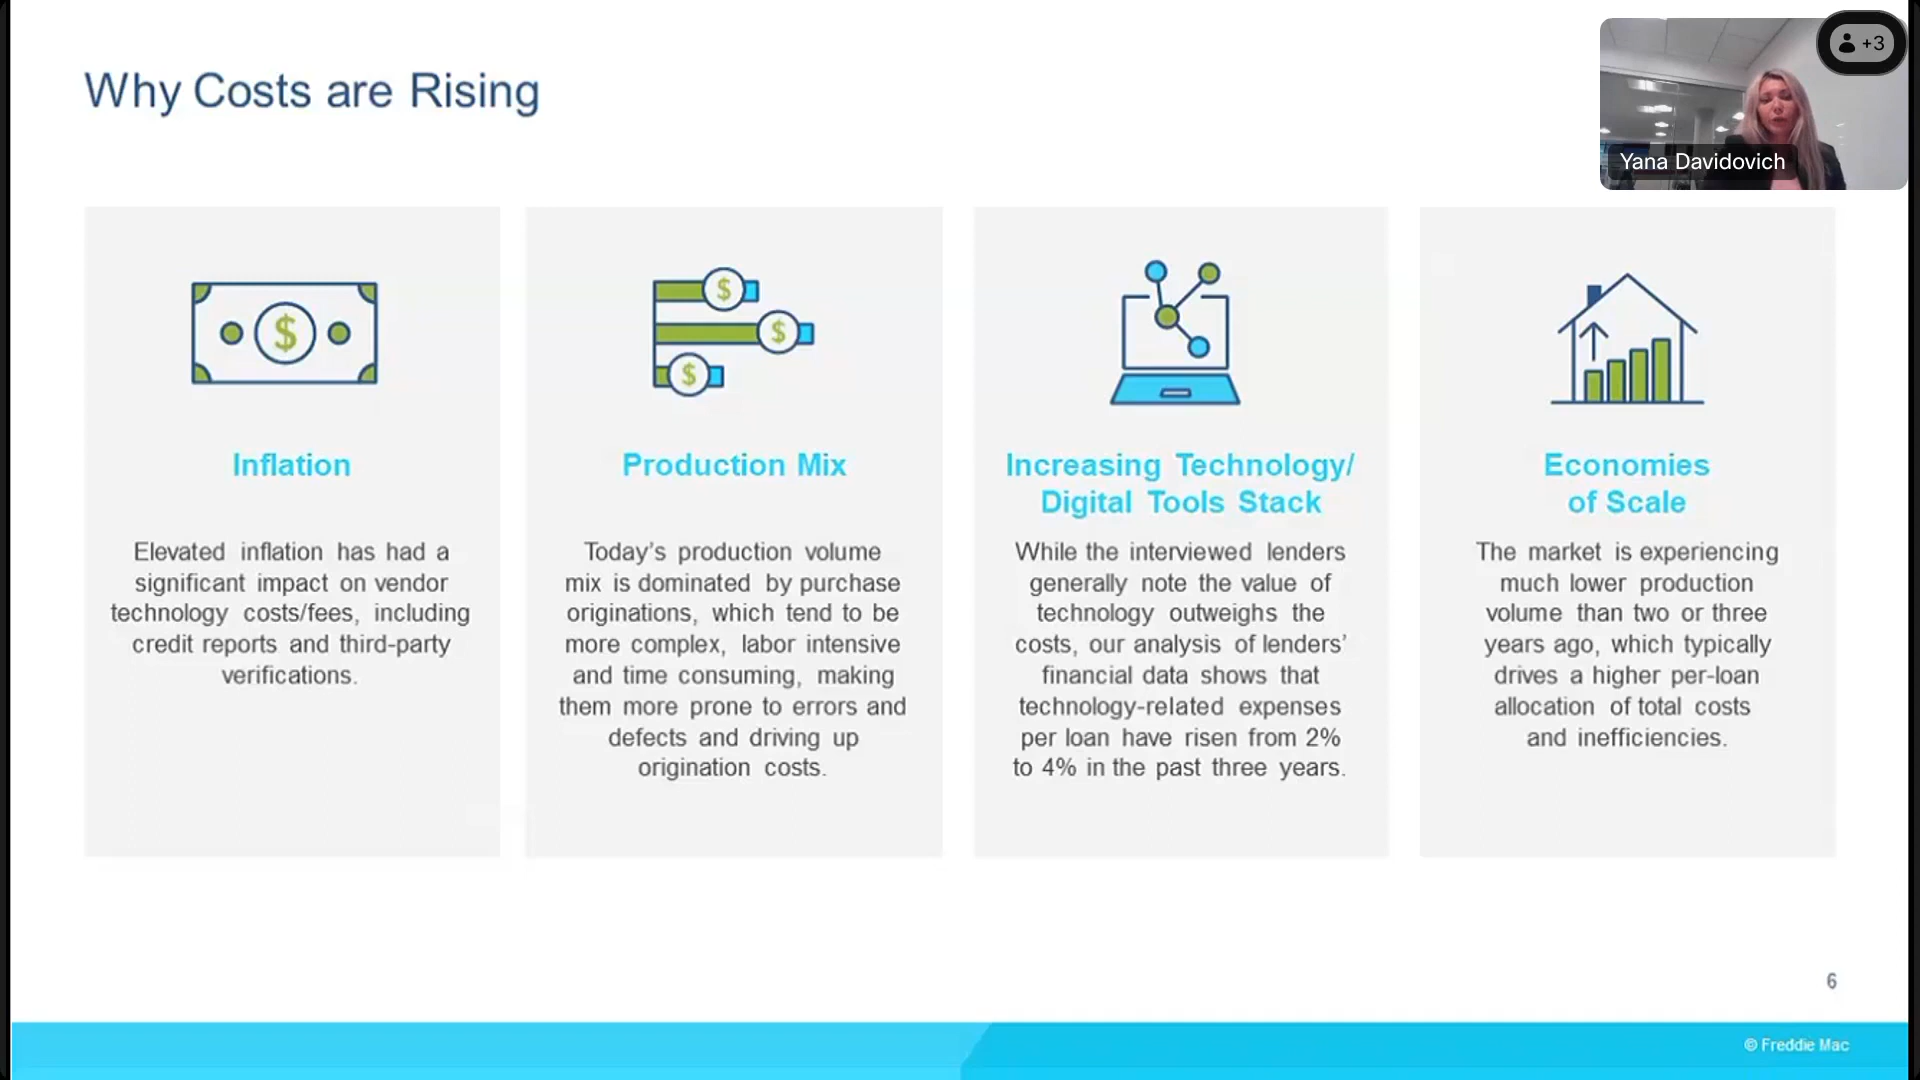 Why Costs are Rising
+3
Yana Davidovich
$
$
$
$
Inflation
Elevated inflation has had a
significant impact on vendor
technology costs/fees, including
credit reports and third-party
verifications.
Production Mix
Today’s production volume
mix is dominated by purchase
originations, which tend to be
more complex, labor intensive
and time consuming, making
them more prone to errors and
defects and driving up
origination costs.
Increasing Technology/
Digital Tools Stack
While the interviewed lenders
generally note the value of
technology outweighs the
costs, our analysis of lenders’
financial data shows that
technology-related expenses
per loan have risen from 2%
to 4% in the past three years.
Economies
of Scale
The market is experiencing
much lower production
volume than two or three
years ago, which typically
drives a higher per-loan
allocation of total costs
and inefficiencies.
6
© Freddie Mac